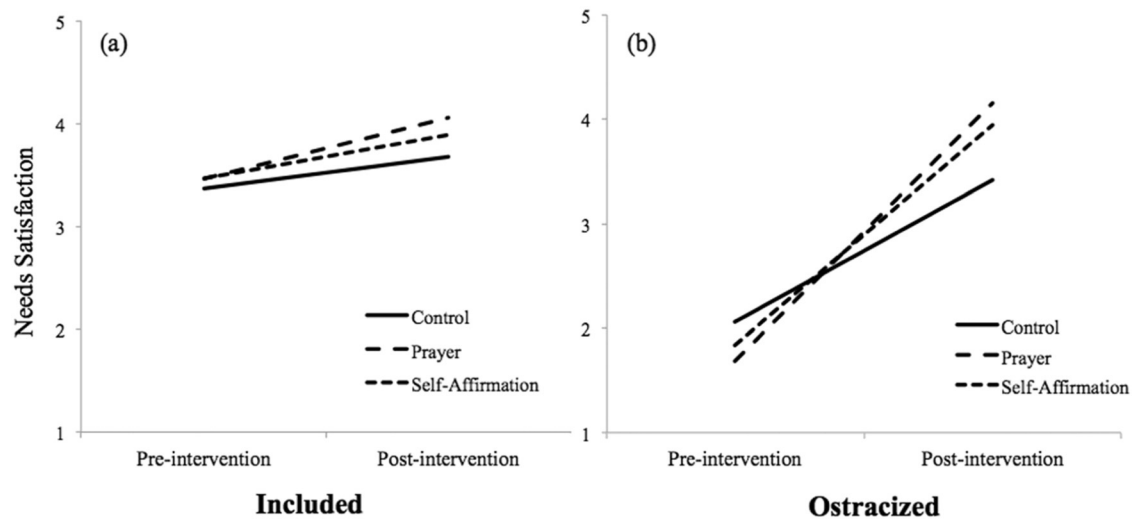 (a)
5
4
3
2
1
Needs Satisfaction
Control
Prayer
Self-Affirmation
Pre-intervention
Post-intervention
Included
(b)
5
4
3
2
1
Control
Prayer
Self-Affirmation
Pre-intervention
Post-intervention
Ostracized